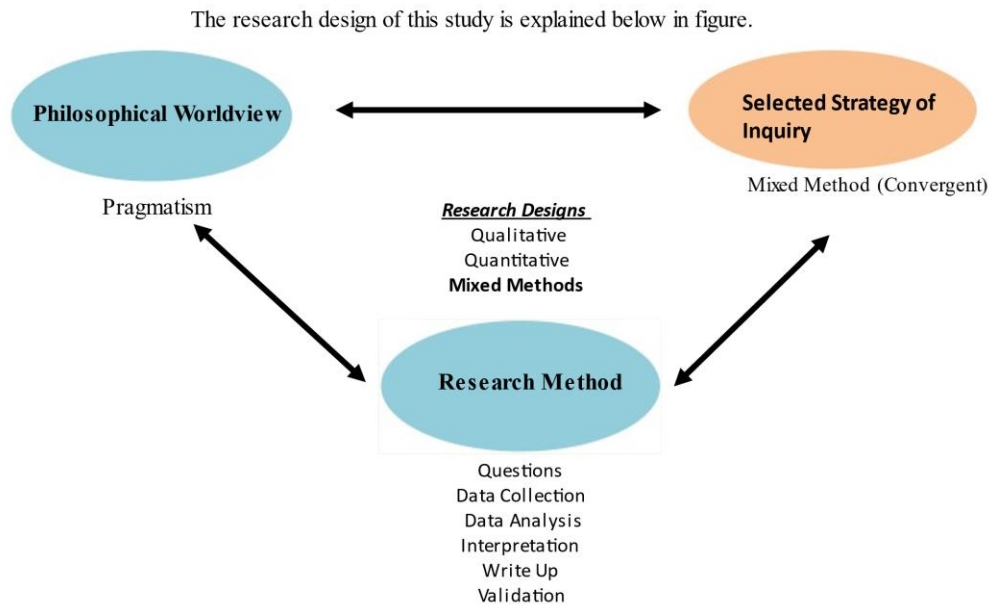 The research design of this study is explained below in figure.
Philosophical Worldview
Selected Strategy of
Inquiry
Pragmatism
Mixed Method (Convergent)
Research Designs
Qualitative
Quantitative
Mixed Methods
Research Method
Questions
Data Collection
Data Analysis
Interpretation
Write Up
Validation